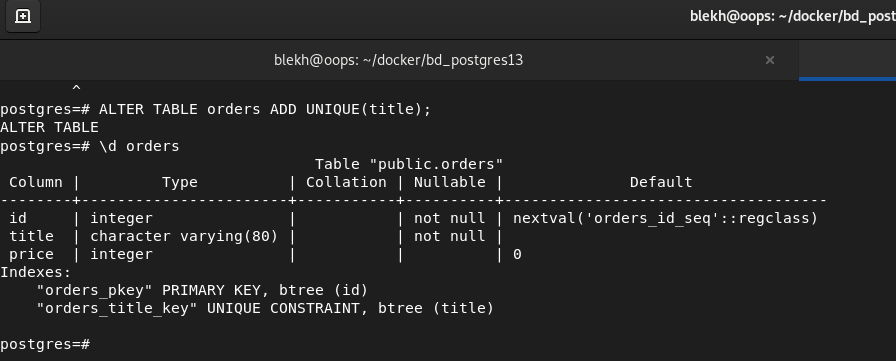 blekh@oops: ~/docker/bd_post
blekh@oops: ~/docker/bd_postgres13 ×
^
postgres=# ALTER TABLE orders ADD UNIQUE(title);
ALTER TABLE
postgres=# \d orders
                                    Table "public.orders"
 Column |         Type          | Collation | Nullable |              Default
--------+-----------------------+-----------+----------+------------------------------------
 id     | integer               |           | not null | nextval('orders_id_seq'::regclass)
 title  | character varying(80) |           | not null |
 price  | integer               |           |          | 0
Indexes:
    "orders_pkey" PRIMARY KEY, btree (id)
    "orders_title_key" UNIQUE CONSTRAINT, btree (title)
postgres=#